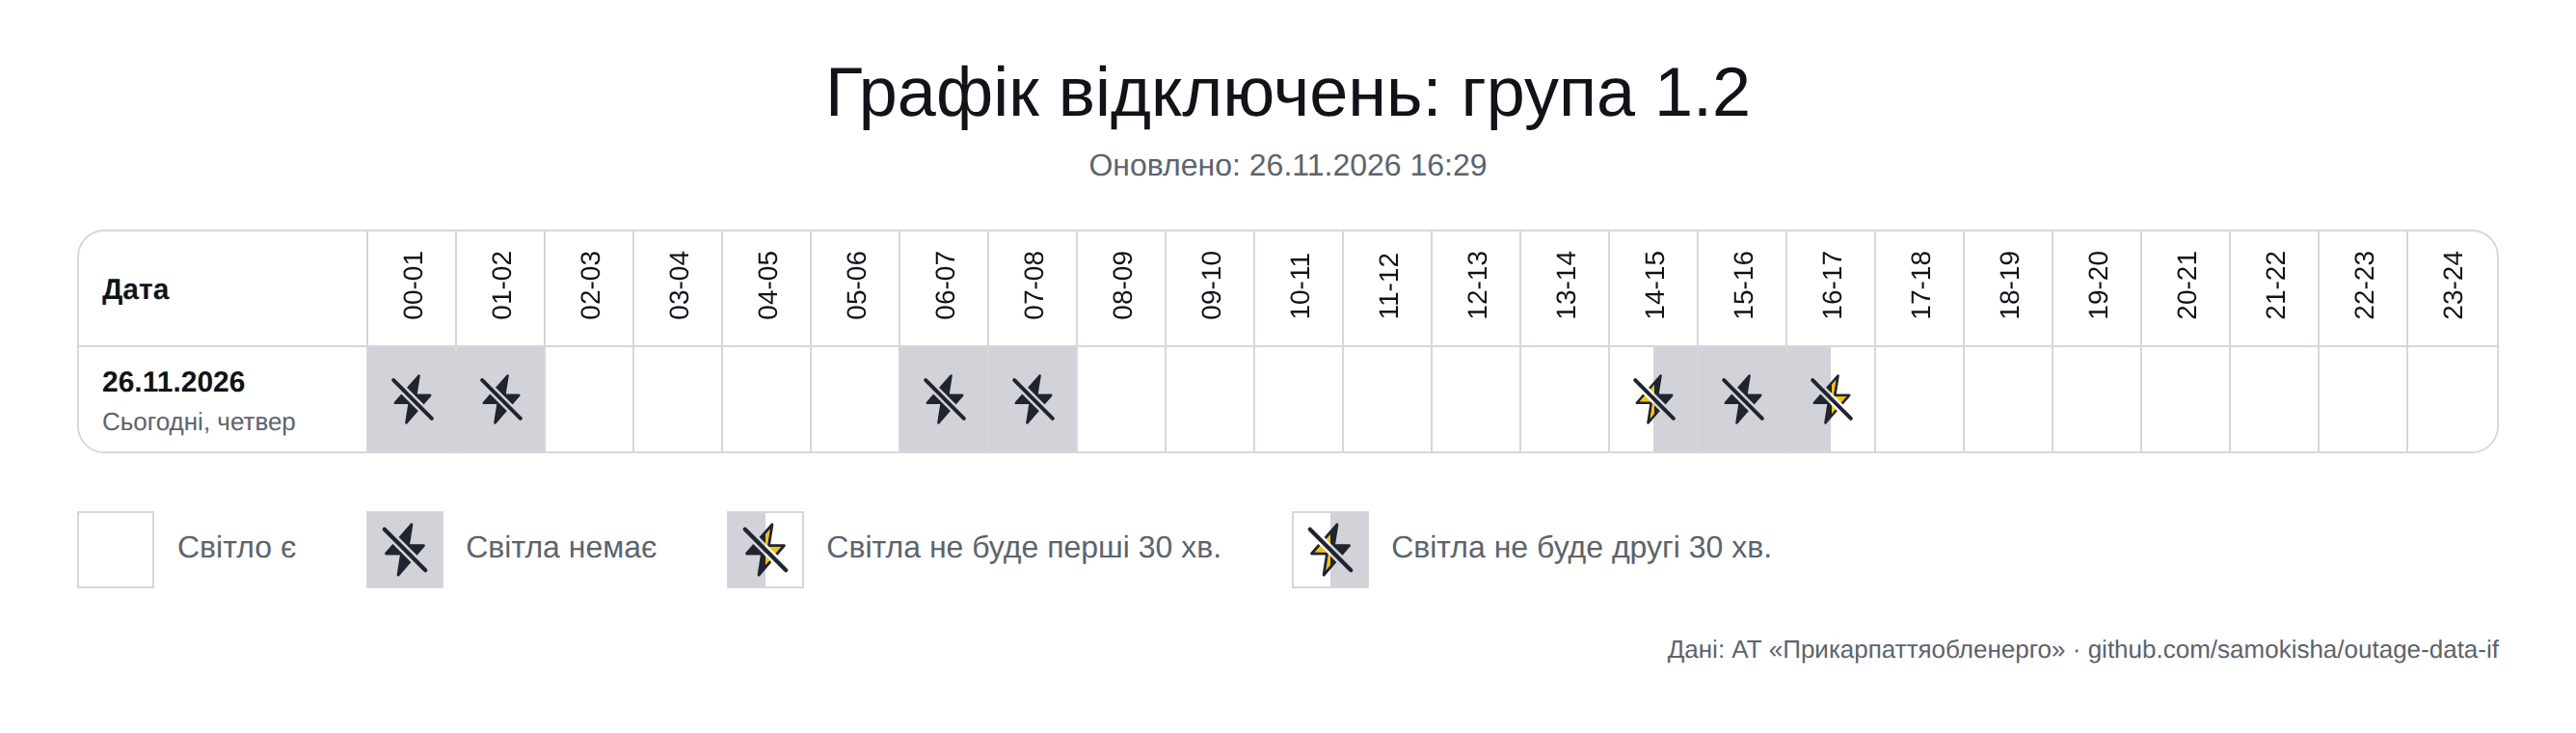 Графік відключень: група 1.2
Оновлено: 26.11.2026 16:29
Дата 00-01 01-02 02-03 03-04 04-05 05-06 06-07 07-08 08-09 09-10 10-11 11-12 12-13 13-14 14-15 15-16 16-17 17-18 18-19 19-20 20-21 21-22 22-23 23-24
26.11.2026
Сьогодні, четвер
Світло є Світла немає Світла не буде перші 30 хв. Світла не буде другі 30 хв.
Дані: АТ «Прикарпаттяобленерго» · github.com/samokisha/outage-data-if